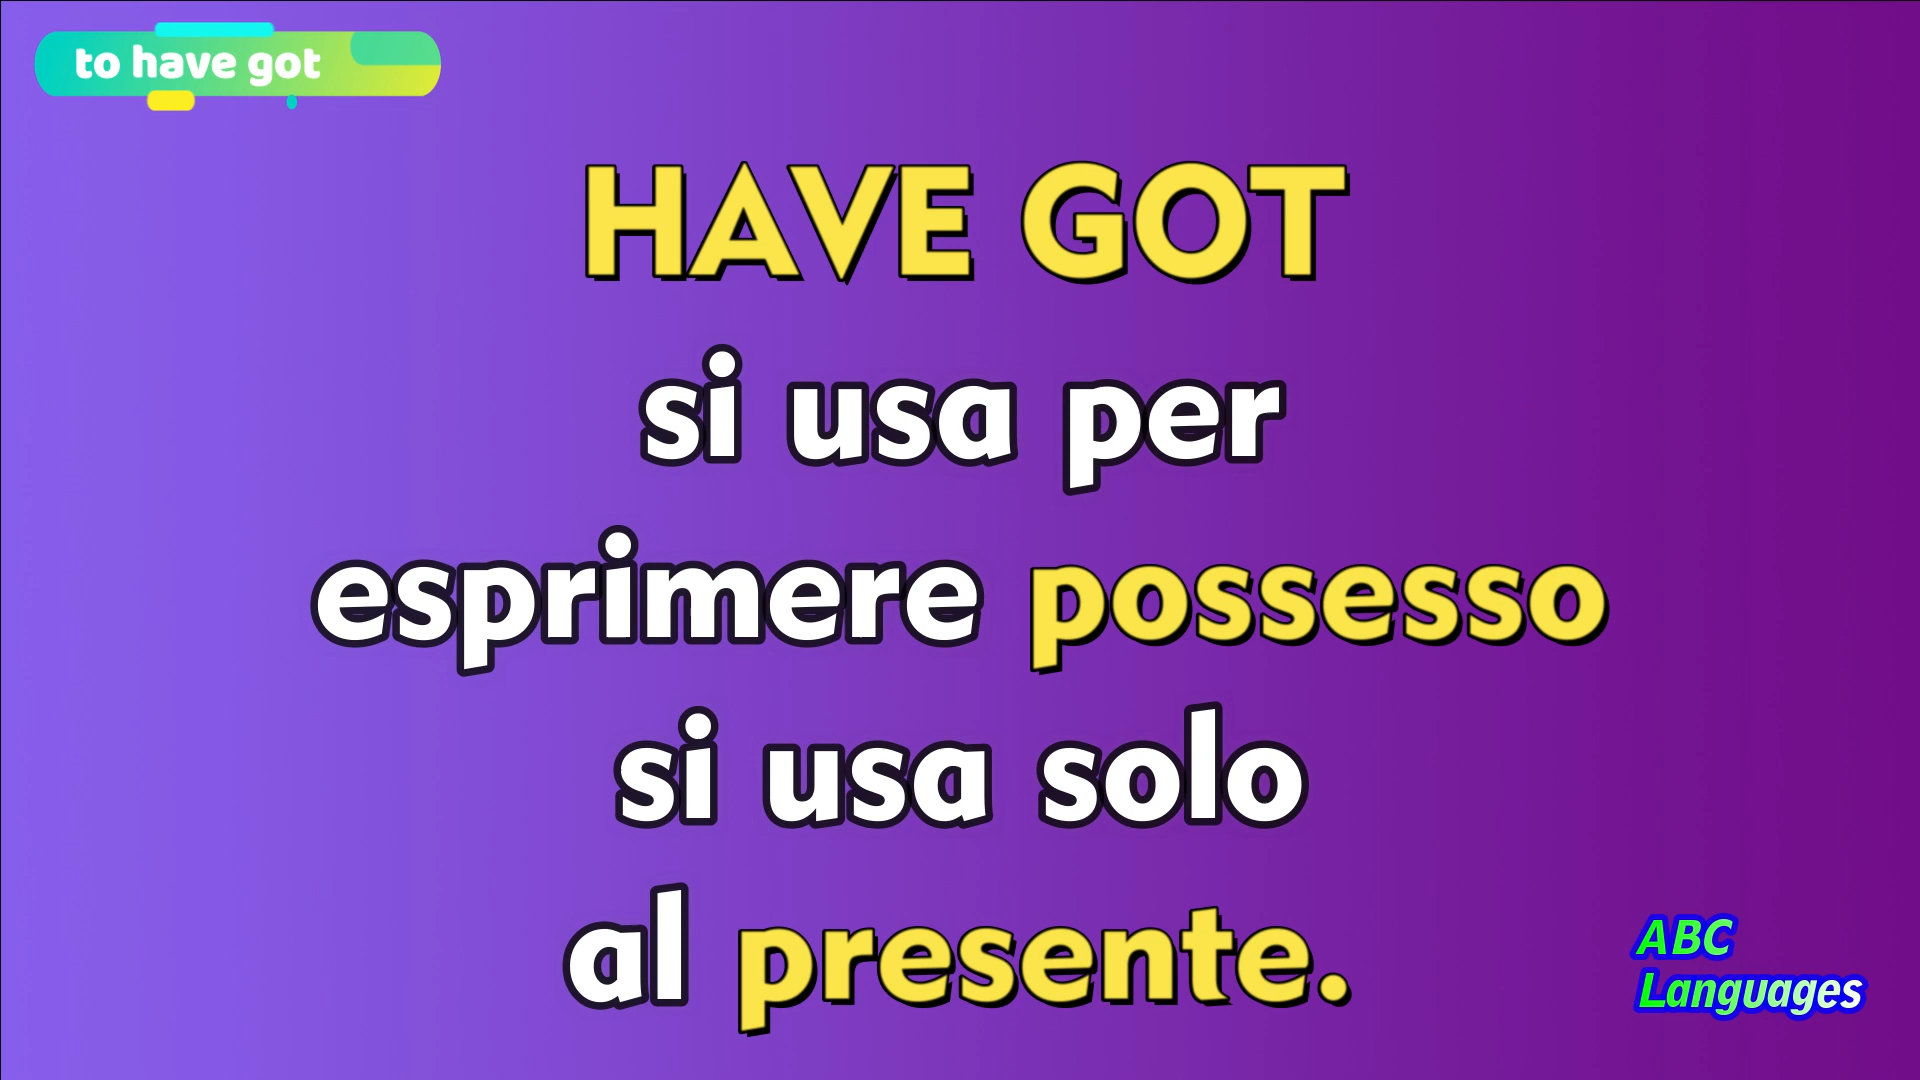 to have got
HAVE GOT
si usa per
esprimere possesso
si usa solo
al presente.
ABC
Languages